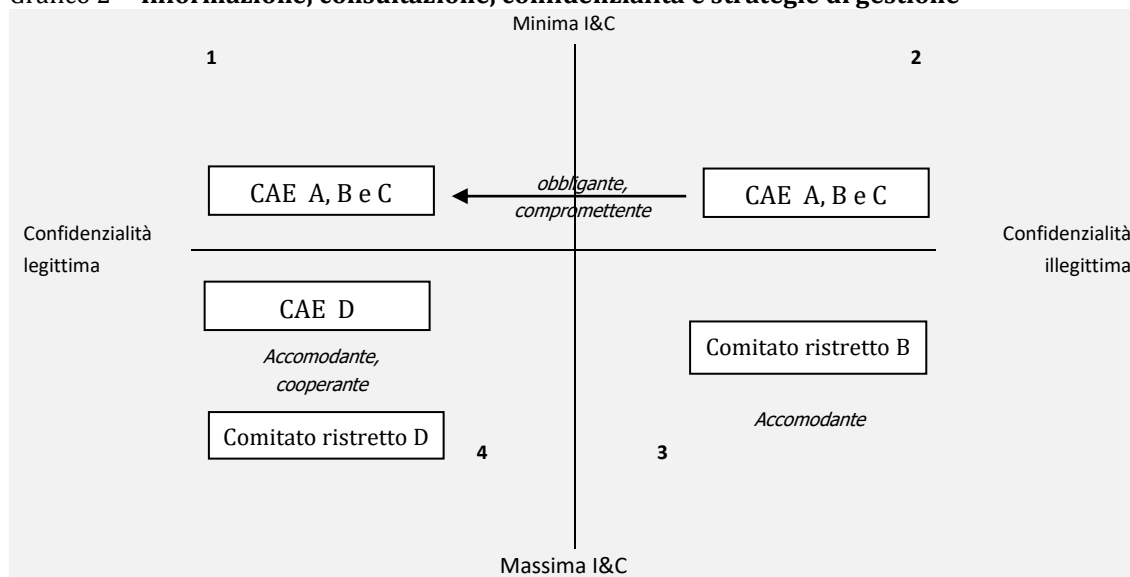 Grafico 2 – Informazione, consultazione, confidenzialità e strategie di gestione
Minima I&C
1
2
CAE A, B e C
obbligante,
compromettente
CAE A, B e C
Confidenzialità
legittima
Confidenzialità
illegittima
CAE D
Comitato ristretto B
Accomodante,
cooperante
Accomodante
Comitato ristretto D
4
3
Massima I&C